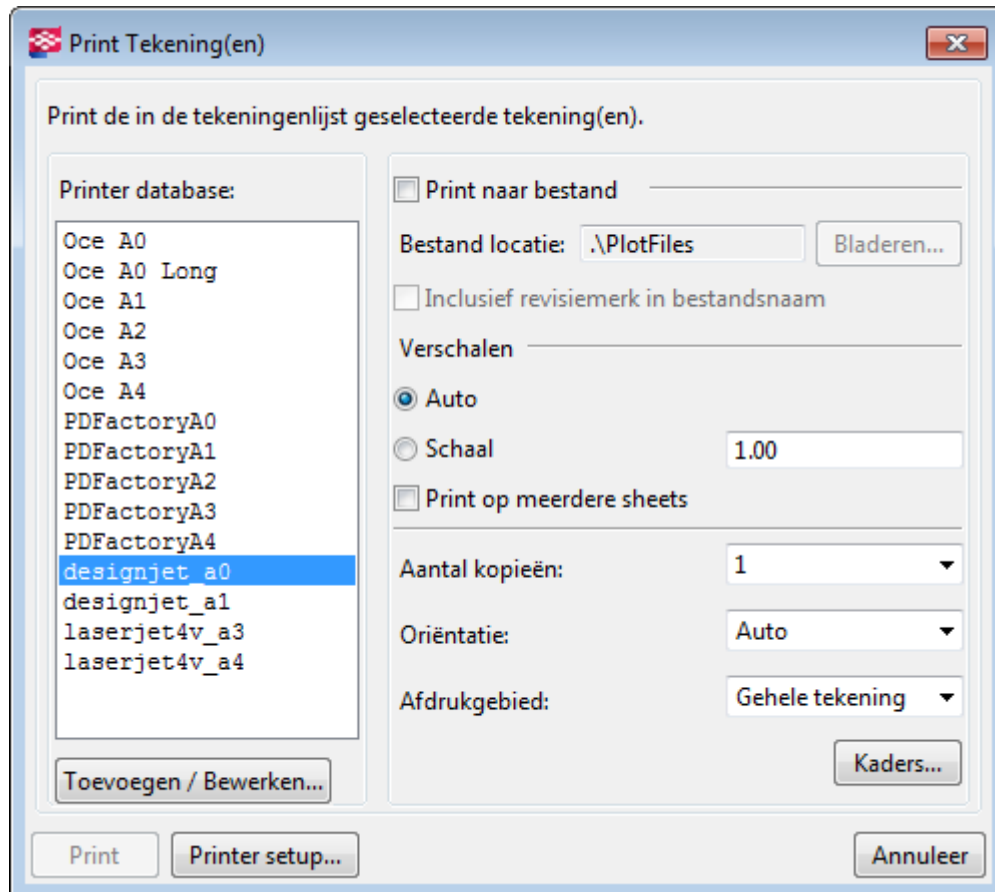 Print Tekening(en)
Print de in de tekeningenlijst geselecteerde tekening(en).
Printer database:
Oce A0
Oce A0 Long
Oce A1
Oce A2
Oce A3
Oce A4
PDFactoryA0
PDFactoryA1
PDFactoryA2
PDFactoryA3
PDFactoryA4
designjet_a0
designjet_a1
laserjet4v_a3
laserjet4v_a4
Toevoegen / Bewerken...
Print naar bestand
Bestand locatie: .\PlotFiles Bladeren...
Inclusief revisiemerk in bestandsnaam
Verschalen
Auto
Schaal 1.00
Print op meerdere sheets
Aantal kopieën: 1
Oriëntatie: Auto
Afdrukgebied: Gehele tekening
Kaders...
Print Printer setup... Annuleer